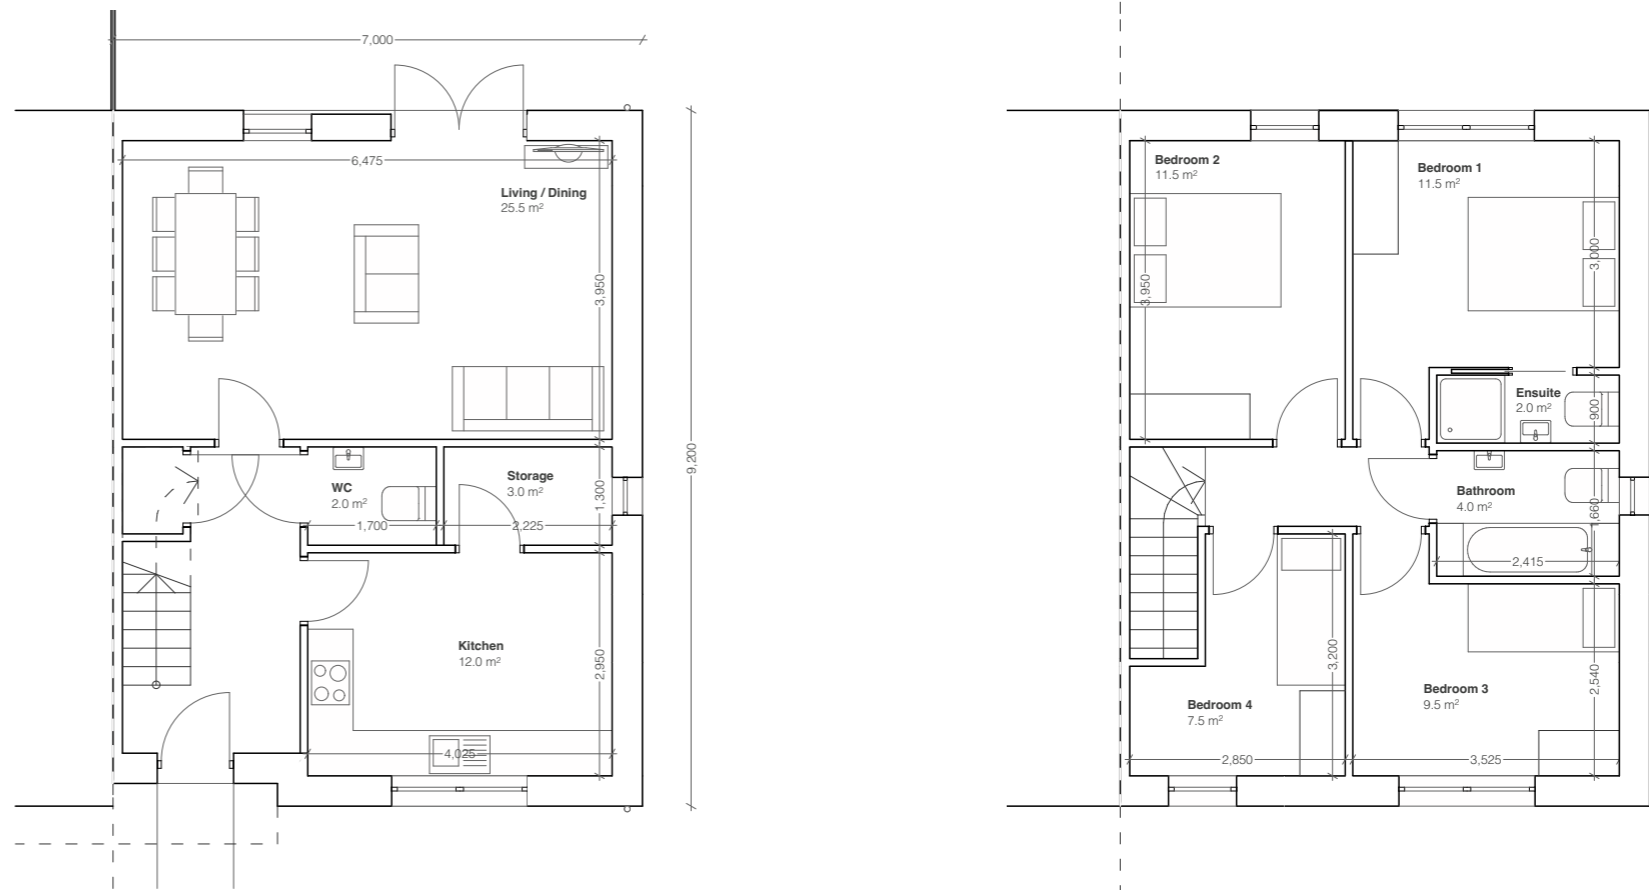 7,000
6,475
Living / Dining
25.5 m²
3,950
9,200
WC
2.0 m²
1,700
Storage
3.0 m²
2,225
1,300
Kitchen
12.0 m²
2,950
4,025
Bedroom 2
11.5 m²
3,950
Bedroom 1
11.5 m²
3,000
Ensuite
2.0 m²
900
Bathroom
4.0 m²
1,660
2,415
Bedroom 4
7.5 m²
3,200
2,850
Bedroom 3
9.5 m²
2,540
3,525